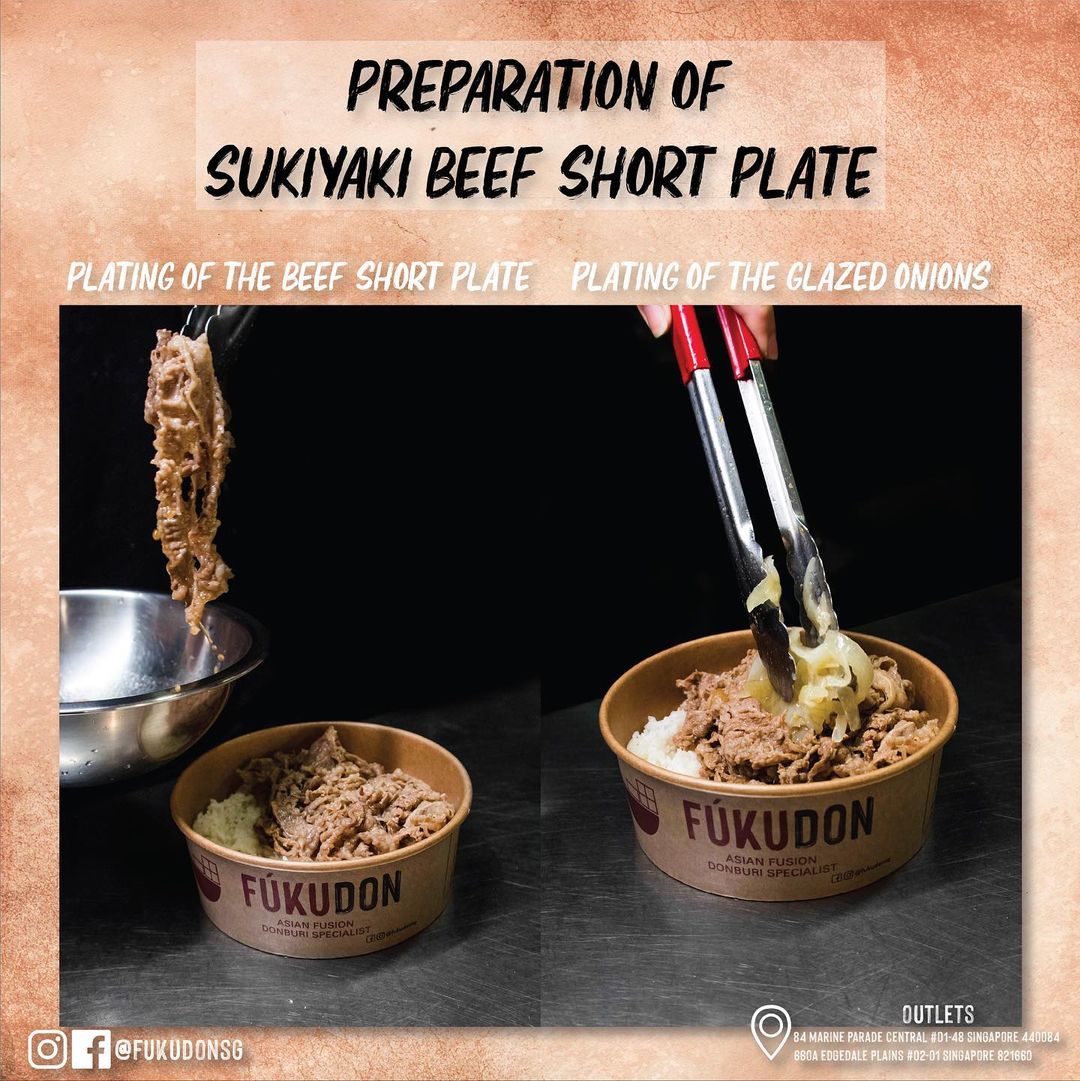 PREPARATION OF
SUKIYAKI BEEF SHORT PLATE
PLATING OF THE BEEF SHORT PLATE
PLATING OF THE GLAZED ONIONS
FÚKUDON
ASIAN FUSION
DONBURI SPECIALIST
FÚKUDON
ASIAN FUSION
DONBURI SPECIALIST
@FUKUDONSG
OUTLETS
84 MARINE PARADE CENTRAL #01-48 SINGAPORE 440084
660A EDGEDALE PLAINS #02-01 SINGAPORE 821660